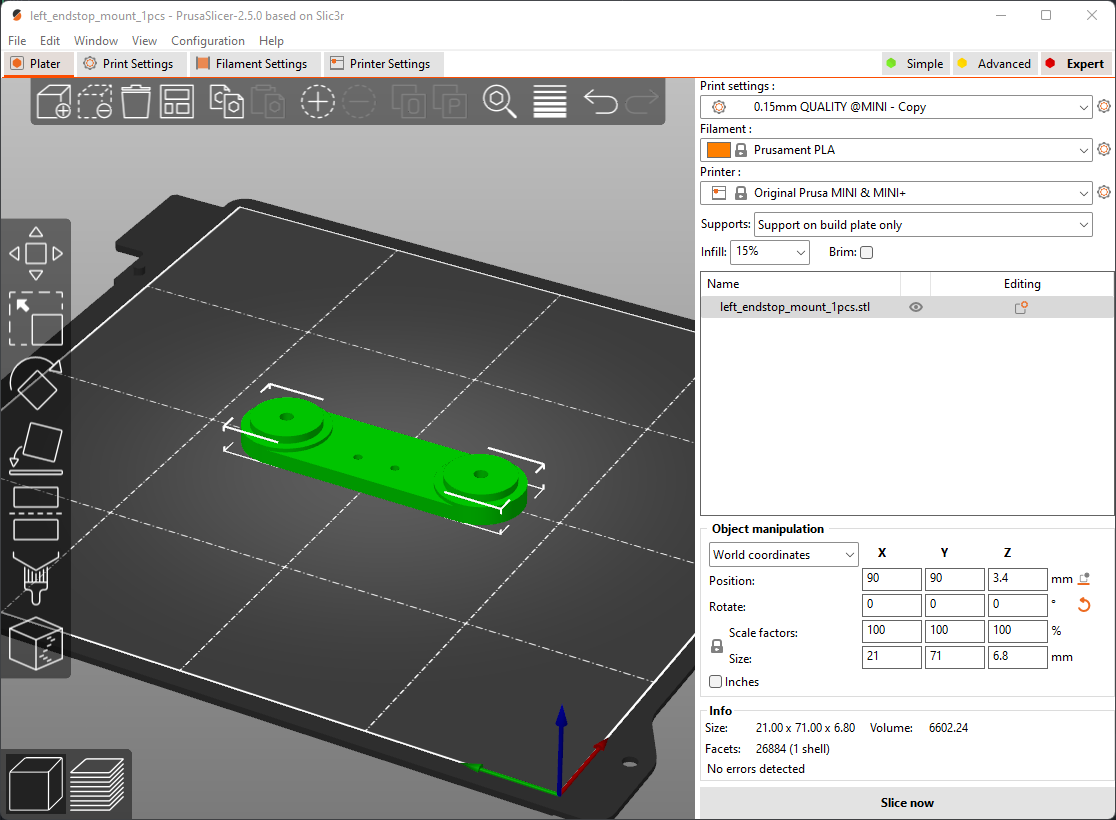 left_endstop_mount_1pcs - PrusaSlicer-2.5.0 based on Slic3r
File Edit Window View Configuration Help
Plater Print Settings Filament Settings Printer Settings Simple Advanced Expert
Print settings :
0.15mm QUALITY @MINI - Copy
Filament :
Prusament PLA
Printer :
Original Prusa MINI & MINI+
Supports: Support on build plate only
Infill: 15% Brim:
Name Editing
left_endstop_mount_1pcs.stl
Object manipulation
World coordinates X Y Z
Position: 90 90 3.4 mm
Rotate: 0 0 0 °
Scale factors: 100 100 100 %
Size: 21 71 6.8 mm
Inches
Info
Size: 21.00 x 71.00 x 6.80 Volume: 6602.24
Facets: 26884 (1 shell)
No errors detected
Slice now